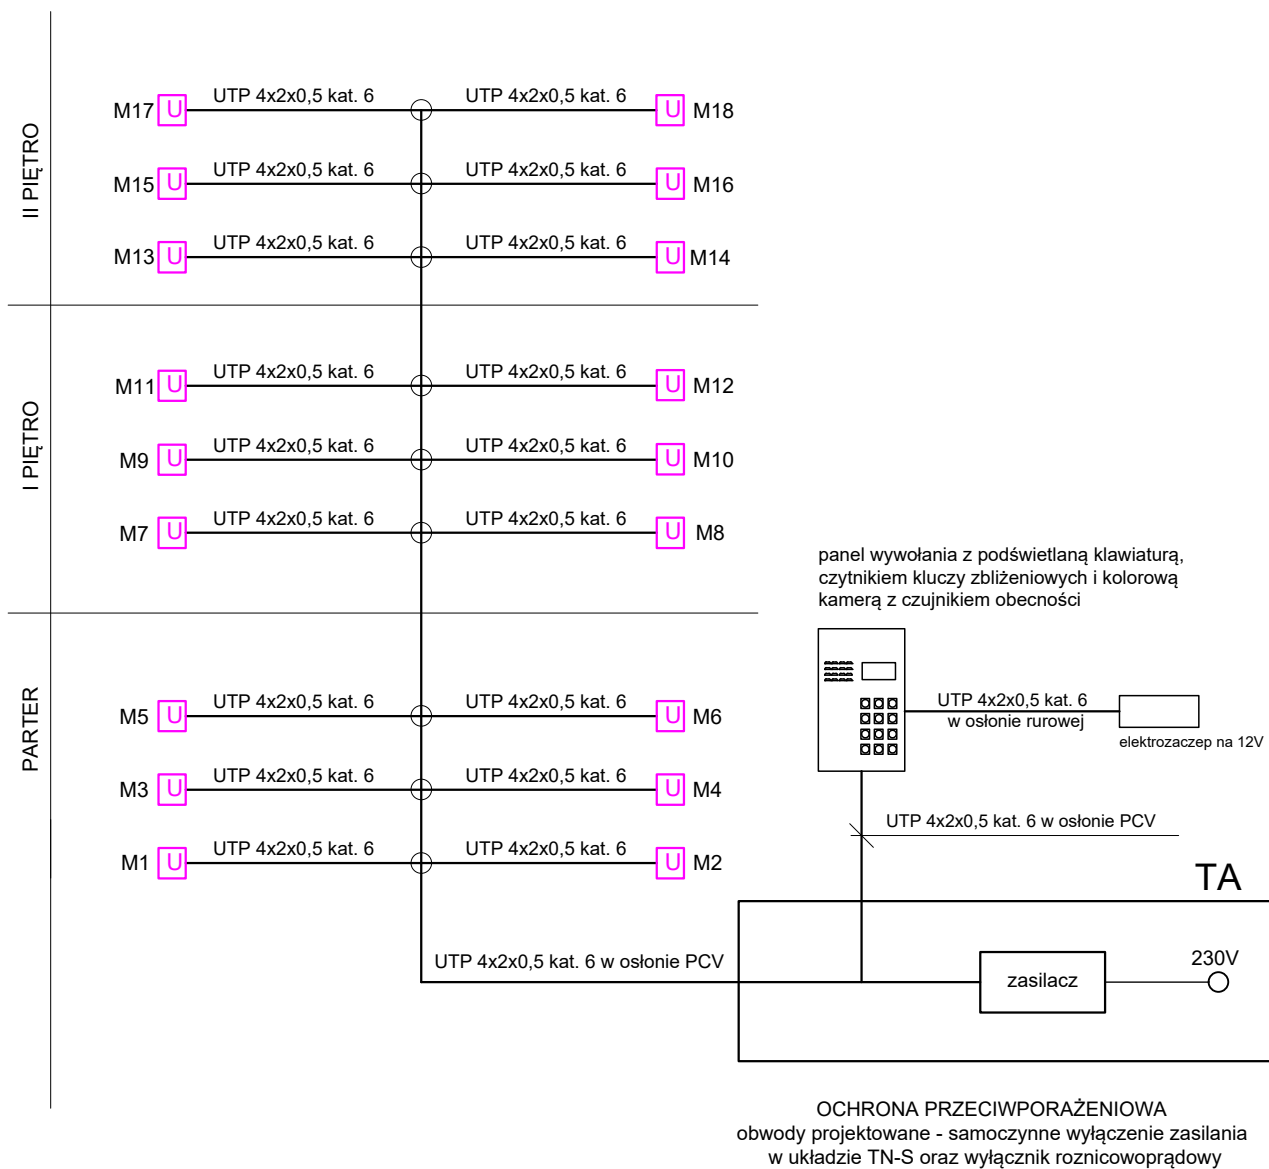 II PIĘTRO
M17 U UTP 4x2x0,5 kat. 6 UTP 4x2x0,5 kat. 6 U M18
M15 U UTP 4x2x0,5 kat. 6 UTP 4x2x0,5 kat. 6 U M16
M13 U UTP 4x2x0,5 kat. 6 UTP 4x2x0,5 kat. 6 U M14
I PIĘTRO
M11 U UTP 4x2x0,5 kat. 6 UTP 4x2x0,5 kat. 6 U M12
M9 U UTP 4x2x0,5 kat. 6 UTP 4x2x0,5 kat. 6 U M10
M7 U UTP 4x2x0,5 kat. 6 UTP 4x2x0,5 kat. 6 U M8
PARTER
M5 U UTP 4x2x0,5 kat. 6 UTP 4x2x0,5 kat. 6 U M6
M3 U UTP 4x2x0,5 kat. 6 UTP 4x2x0,5 kat. 6 U M4
M1 U UTP 4x2x0,5 kat. 6 UTP 4x2x0,5 kat. 6 U M2
panel wywołania z podświetlaną klawiaturą,
czytnikiem kluczy zbliżeniowych i kolorową
kamerą z czujnikiem obecności
UTP 4x2x0,5 kat. 6
w osłonie rurowej
elektrozaczep na 12V
UTP 4x2x0,5 kat. 6 w osłonie PCV
TA
UTP 4x2x0,5 kat. 6 w osłonie PCV
zasilacz
230V
OCHRONA PRZECIWPORAŻENIOWA
obwody projektowane - samoczynne wyłączenie zasilania
w układzie TN-S oraz wyłącznik roznicowoprądowy